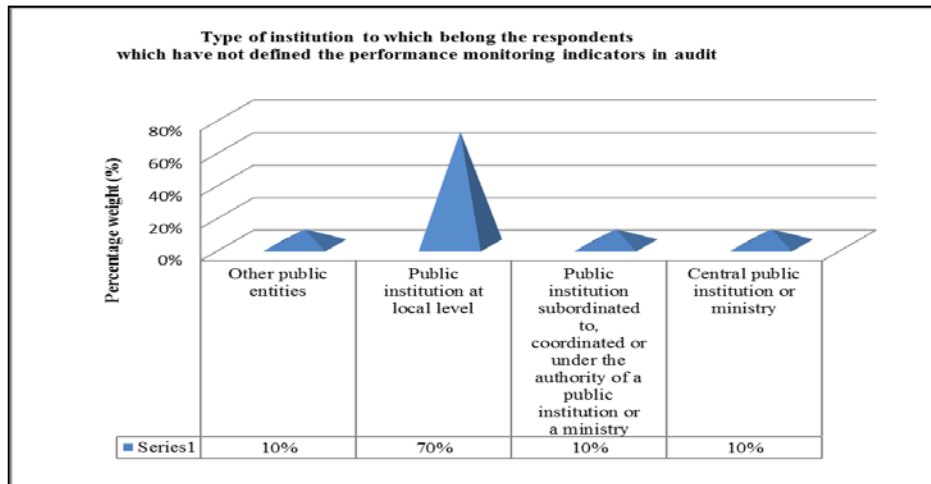 Type of institution to which belong the respondents
which have not defined the performance monitoring indicators in audit
Percentage weight (%)
80%
60%
40%
20%
0%
Other public
entities
Public
institution at
local level
Public
institution
subordinated
to,
coordinated or
under the
authority of a
public
institution or
a ministry
Central public
institution or
ministry
Series1 10% 70% 10% 10%